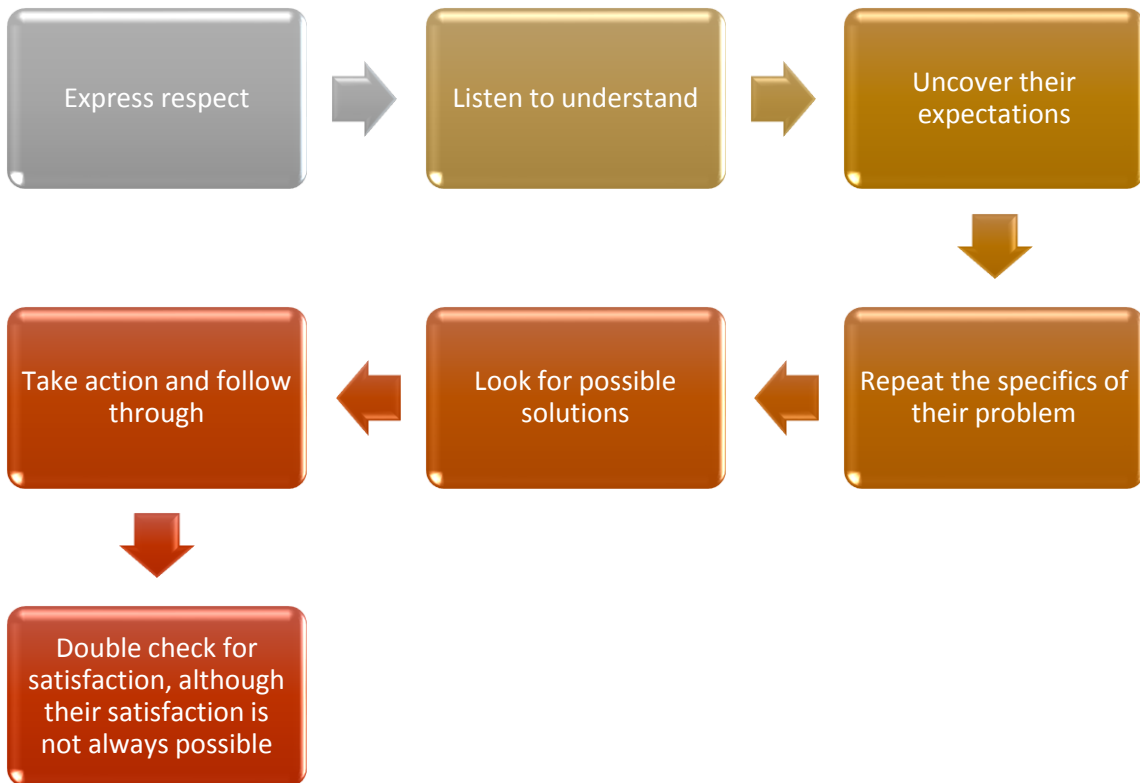 Express respect
Listen to understand
Uncover their
expectations
Repeat the specifics of
their problem
Look for possible
solutions
Take action and follow
through
Double check for
satisfaction, although
their satisfaction is
not always possible